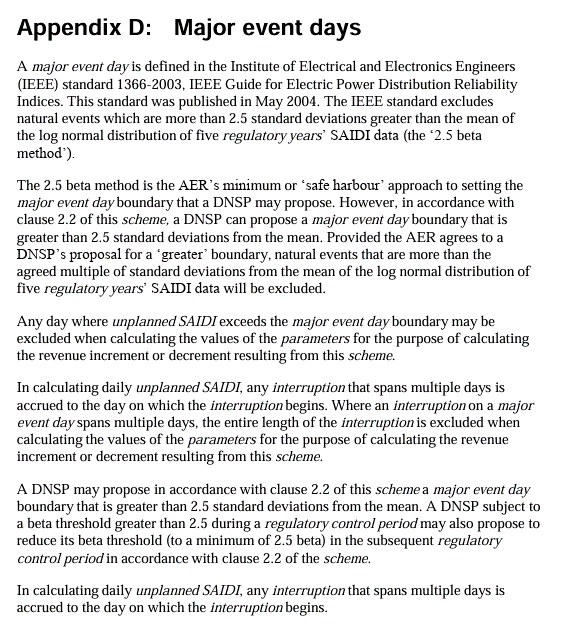 Appendix D: Major event days
A major event day is defined in the Institute of Electrical and Electronics Engineers
(IEEE) standard 1366-2003, IEEE Guide for Electric Power Distribution Reliability
Indices. This standard was published in May 2004. The IEEE standard excludes
natural events which are more than 2.5 standard deviations greater than the mean of
the log normal distribution of five regulatory years' SAIDI data (the '2.5 beta
method').
The 2.5 beta method is the AER's minimum or 'safe harbour' approach to setting the
major event day boundary that a DNSP may propose. However, in accordance with
clause 2.2 of this scheme, a DNSP can propose a major event day boundary that is
greater than 2.5 standard deviations from the mean. Provided the AER agrees to a
DNSP's proposal for a 'greater' boundary, natural events that are more than the
agreed multiple of standard deviations from the mean of the log normal distribution of
five regulatory years' SAIDI data will be excluded.
Any day where unplanned SAIDI exceeds the major event day boundary may be
excluded when calculating the values of the parameters for the purpose of calculating
the revenue increment or decrement resulting from this scheme.
In calculating daily unplanned SAIDI, any interruption that spans multiple days is
accrued to the day on which the interruption begins. Where an interruption on a major
event day spans multiple days, the entire length of the interruption is excluded when
calculating the values of the parameters for the purpose of calculating the revenue
increment or decrement resulting from this scheme.
A DNSP may propose in accordance with clause 2.2 of this scheme a major event day
boundary that is greater than 2.5 standard deviations from the mean. A DNSP subject to
a beta threshold greater than 2.5 during a regulatory control period may also propose to
reduce its beta threshold (to a minimum of 2.5 beta) in the subsequent regulatory
control period in accordance with clause 2.2 of the scheme.
In calculating daily unplanned SAIDI, any interruption that spans multiple days is
accrued to the day on which the interruption begins.